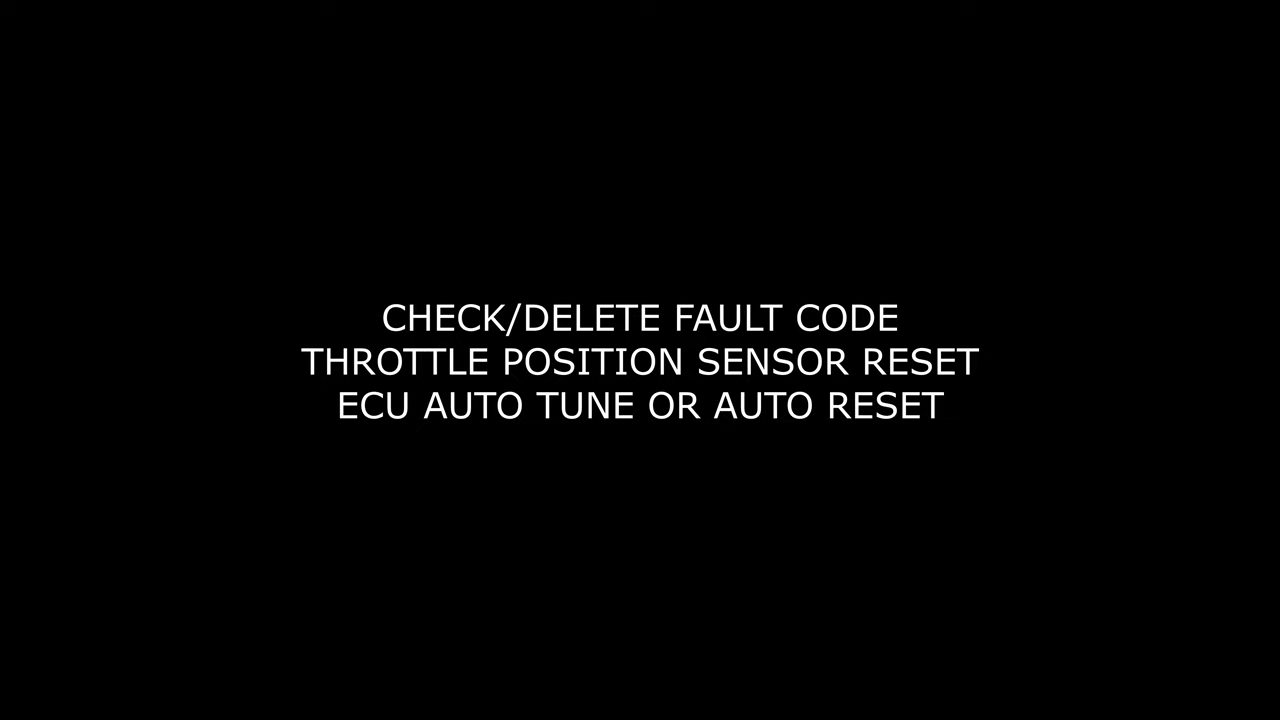 CHECK/DELETE FAULT CODE
THROTTLE POSITION SENSOR RESET
ECU AUTO TUNE OR AUTO RESET